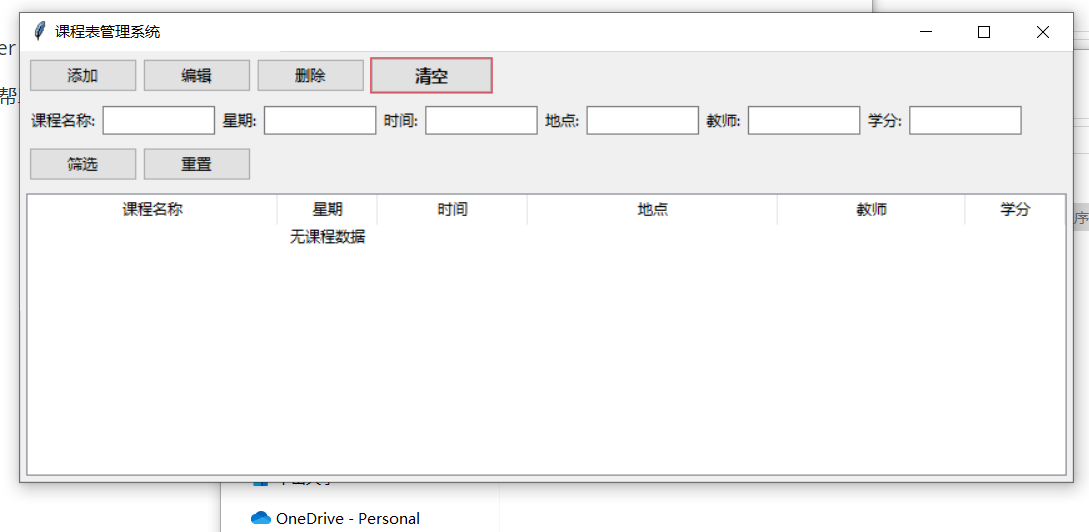 课程表管理系统
er
添加 编辑 删除 清空
帮
课程名称: 星期: 时间: 地点: 教师: 学分:
筛选 重置
课程名称 星期 时间 地点 教师 学分
序
无课程数据
OneDrive - Personal